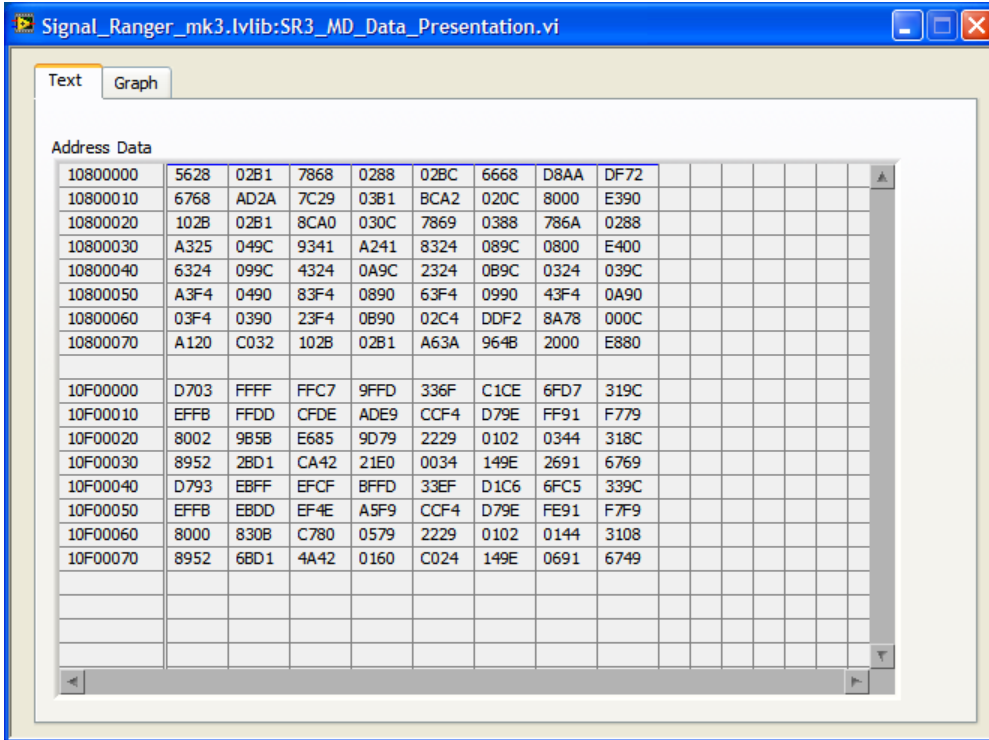 Signal_Ranger_mk3.lvlib:SR3_MD_Data_Presentation.vi
Text Graph
Address Data
10800000 5628 02B1 7868 0288 02BC 6668 D8AA DF72
10800010 6768 AD2A 7C29 03B1 BCA2 020C 8000 E390
10800020 102B 02B1 8CA0 030C 7869 0388 786A 0288
10800030 A325 049C 9341 A241 8324 089C 0800 E400
10800040 6324 099C 4324 0A9C 2324 0B9C 0324 039C
10800050 A3F4 0490 83F4 0890 63F4 0990 43F4 0A90
10800060 03F4 0390 23F4 0B90 02C4 DDF2 8A78 000C
10800070 A120 C032 102B 02B1 A63A 964B 2000 E880
10F00000 D703 FFFF FFC7 9FFD 336F C1CE 6FD7 319C
10F00010 EFFB FFDD CFDE ADE9 CCF4 D79E FF91 F779
10F00020 8002 9B5B E685 9D79 2229 0102 0344 318C
10F00030 8952 2BD1 CA42 21E0 0034 149E 2691 6769
10F00040 D793 EBFF EFCF BFFD 33EF D1C6 6FC5 339C
10F00050 EFFB EBDD EF4E A5F9 CCF4 D79E FE91 F7F9
10F00060 8000 830B C780 0579 2229 0102 0144 3108
10F00070 8952 6BD1 4A42 0160 C024 149E 0691 6749